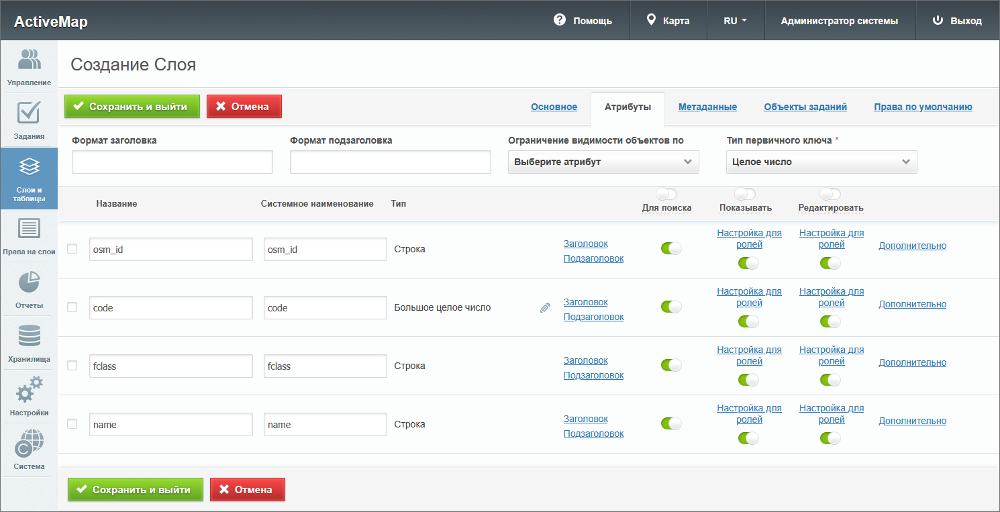 ActiveMap
Помощь
Карта
RU
Администратор системы
Выход
Управление
Задания
Слои и
таблицы
Права на слои
Отчеты
Хранилища
Настройки
Система
Создание Слоя
Сохранить и выйти
Отмена
Основное
Атрибуты
Метаданные
Объекты заданий
Права по умолчанию
Формат заголовка
Формат подзаголовка
Ограничение видимости объектов по
Выберите атрибут
Тип первичного ключа *
Целое число
Название
Системное наименование
Тип
Для поиска
Показывать
Редактировать
osm_id
osm_id
Строка
Заголовок
Подзаголовок
Настройка для
ролей
Настройка для
ролей
Дополнительно
code
code
Большое целое число
Заголовок
Подзаголовок
Настройка для
ролей
Настройка для
ролей
Дополнительно
fclass
fclass
Строка
Заголовок
Подзаголовок
Настройка для
ролей
Настройка для
ролей
Дополнительно
name
name
Строка
Заголовок
Подзаголовок
Настройка для
ролей
Настройка для
ролей
Дополнительно
Сохранить и выйти
Отмена